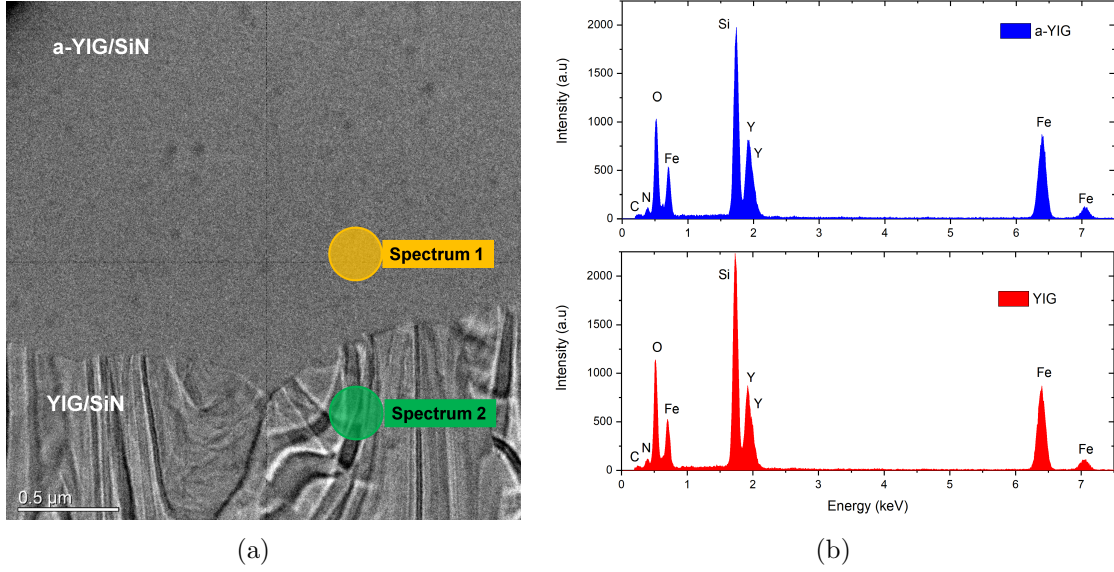 a-YIG/SiN
Spectrum 1
YIG/SiN
Spectrum 2
0.5 µm
(a)
Intensity (a.u)
2000
1500
1000
500
0
Si
a-YIG
O
Y
Y
Fe
Fe
N
C
Fe
0 1 2 3 4 5 6 7
Intensity (a.u)
2000
1500
1000
500
0
Si
YIG
O
Y
Y
Fe
Fe
N
C
Fe
0 1 2 3 4 5 6 7
Energy (keV)
(b)